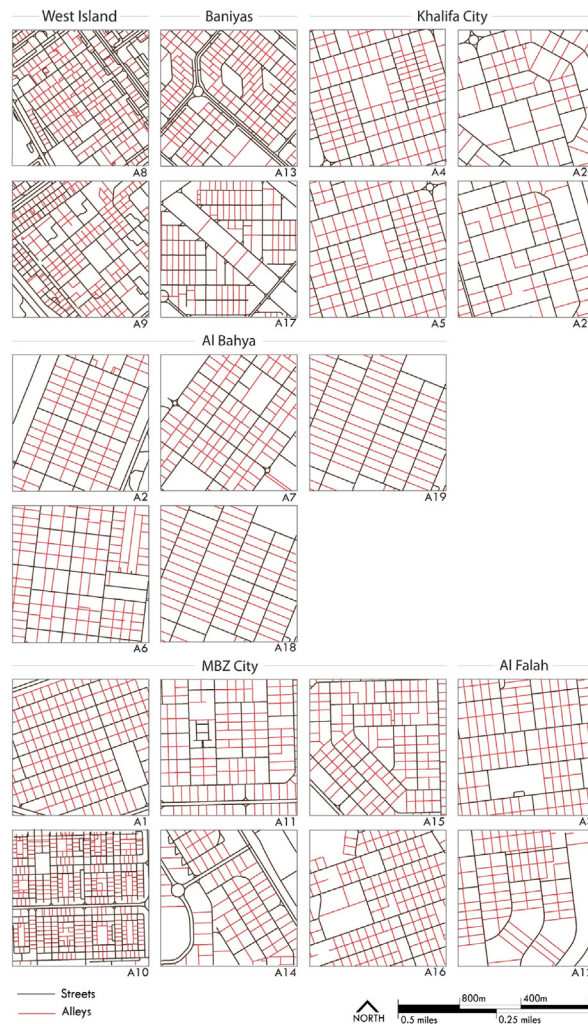 West Island Baniyas Khalifa City
A8 A13 A4 A2
A9 A17 A5 A2
Al Bahya
A2 A7 A19
A6 A18
MBZ City Al Falah
A1 A11 A15
A10 A14 A16
Streets
Alleys
NORTH
800m 400m
0.5 miles 0.25 miles